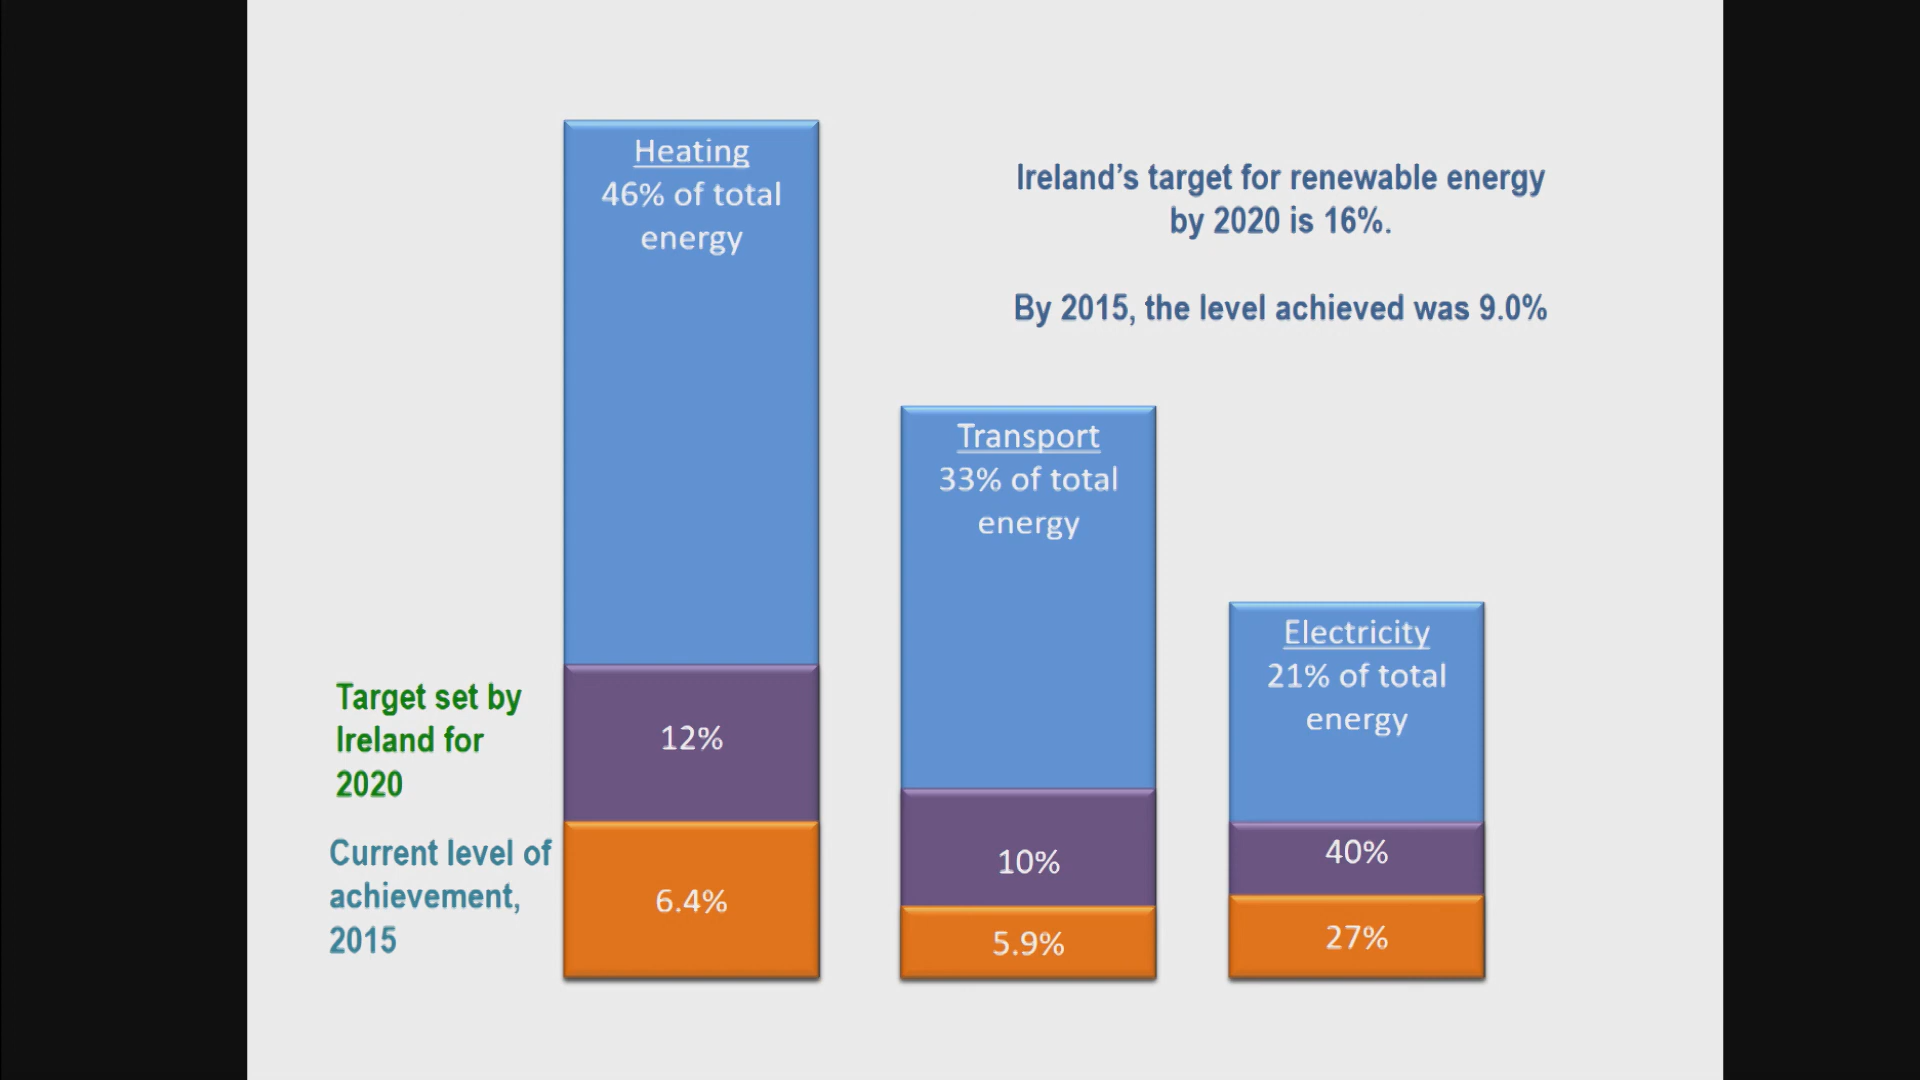 Heating
46% of total
energy
Ireland's target for renewable energy
by 2020 is 16%.
By 2015, the level achieved was 9.0%
Transport
33% of total
energy
Electricity
21% of total
energy
Target set by
Ireland for
2020
12%
10%
40%
Current level of
achievement,
2015
6.4%
5.9%
27%